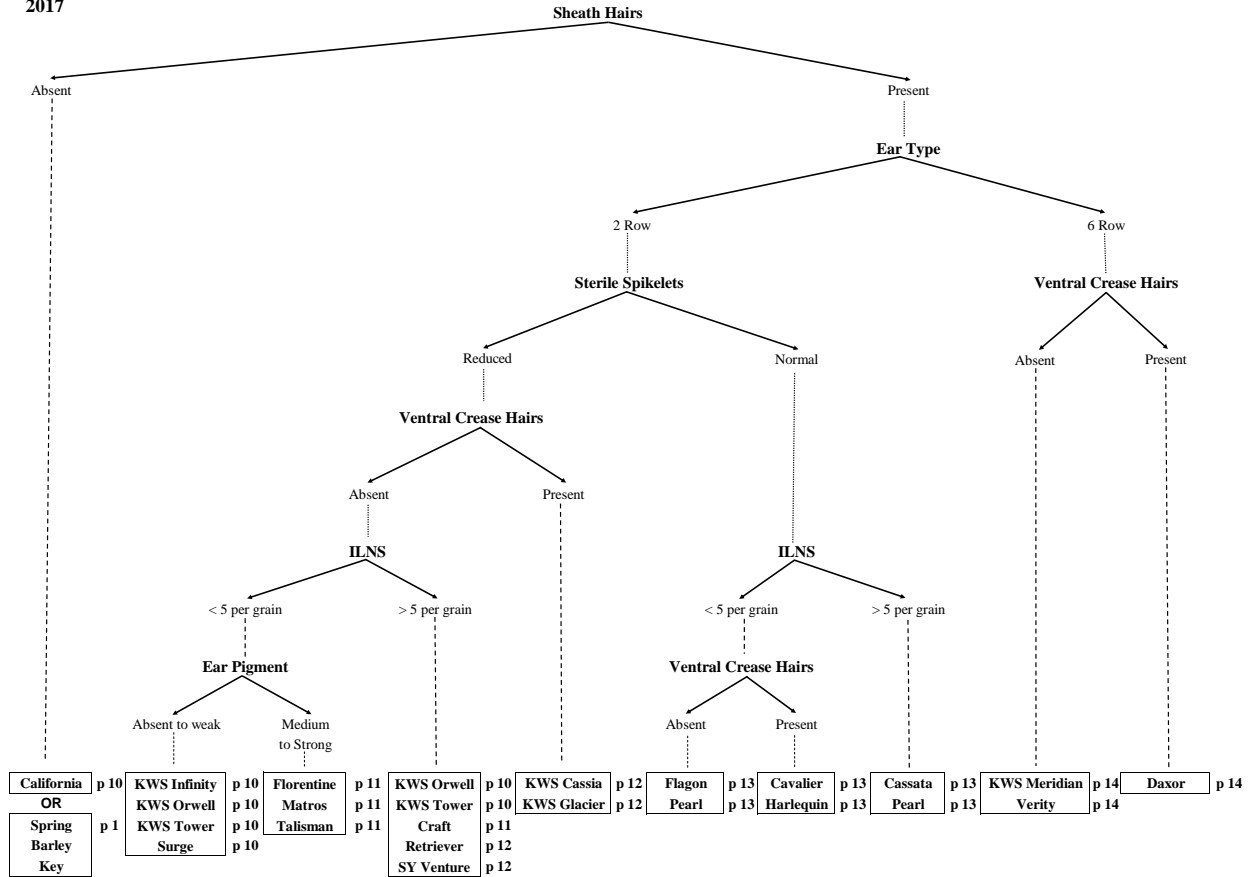 2017
Sheath Hairs
Absent
Present
Ear Type
2 Row
6 Row
Sterile Spikelets
Ventral Crease Hairs
Reduced
Normal
Absent
Present
Ventral Crease Hairs
Absent
Present
ILNS
ILNS
< 5 per grain
> 5 per grain
< 5 per grain
> 5 per grain
Ear Pigment
Ventral Crease Hairs
Absent to weak
Medium
to Strong
Absent
Present
California p 10
OR
Spring p 1
Barley
Key
KWS Infinity p 10
KWS Orwell p 10
KWS Tower p 10
Surge p 10
Florentine p 11
Matros p 11
Talisman p 11
KWS Orwell p 10
KWS Tower p 10
Craft p 11
Retriever p 12
SY Venture p 12
KWS Cassia p 12
KWS Glacier p 12
Flagon p 13
Pearl p 13
Cavalier p 13
Harlequin p 13
Cassata p 13
Pearl p 13
KWS Meridian p 14
Verity p 14
Daxor p 14